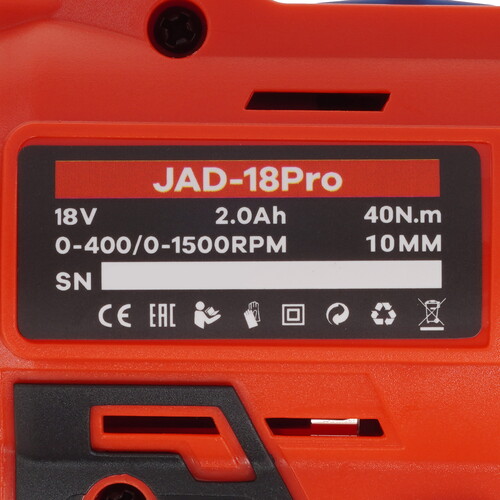 JAD-18Pro
18V 2.0Ah 40N.m
0-400/0-1500RPM 10MM
SN
CE EAC